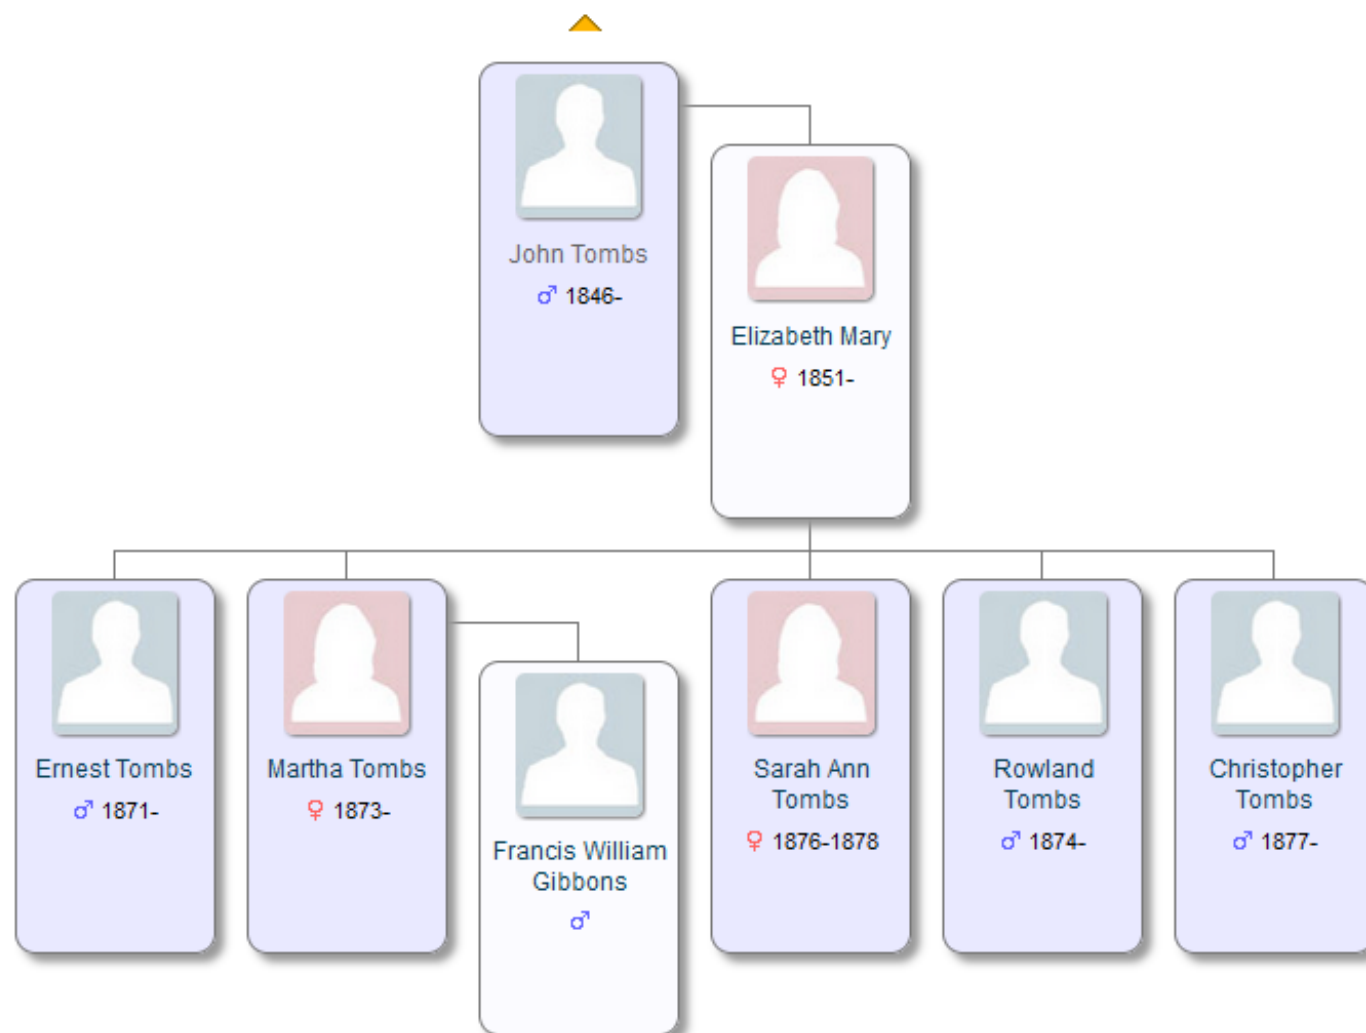 John Tombs
♂ 1846-
Elizabeth Mary
♀ 1851-
Ernest Tombs
♂ 1871-
Martha Tombs
♀ 1873-
Francis William
Gibbons
♂
Sarah Ann
Tombs
♀ 1876-1878
Rowland
Tombs
♂ 1874-
Christopher
Tombs
♂ 1877-